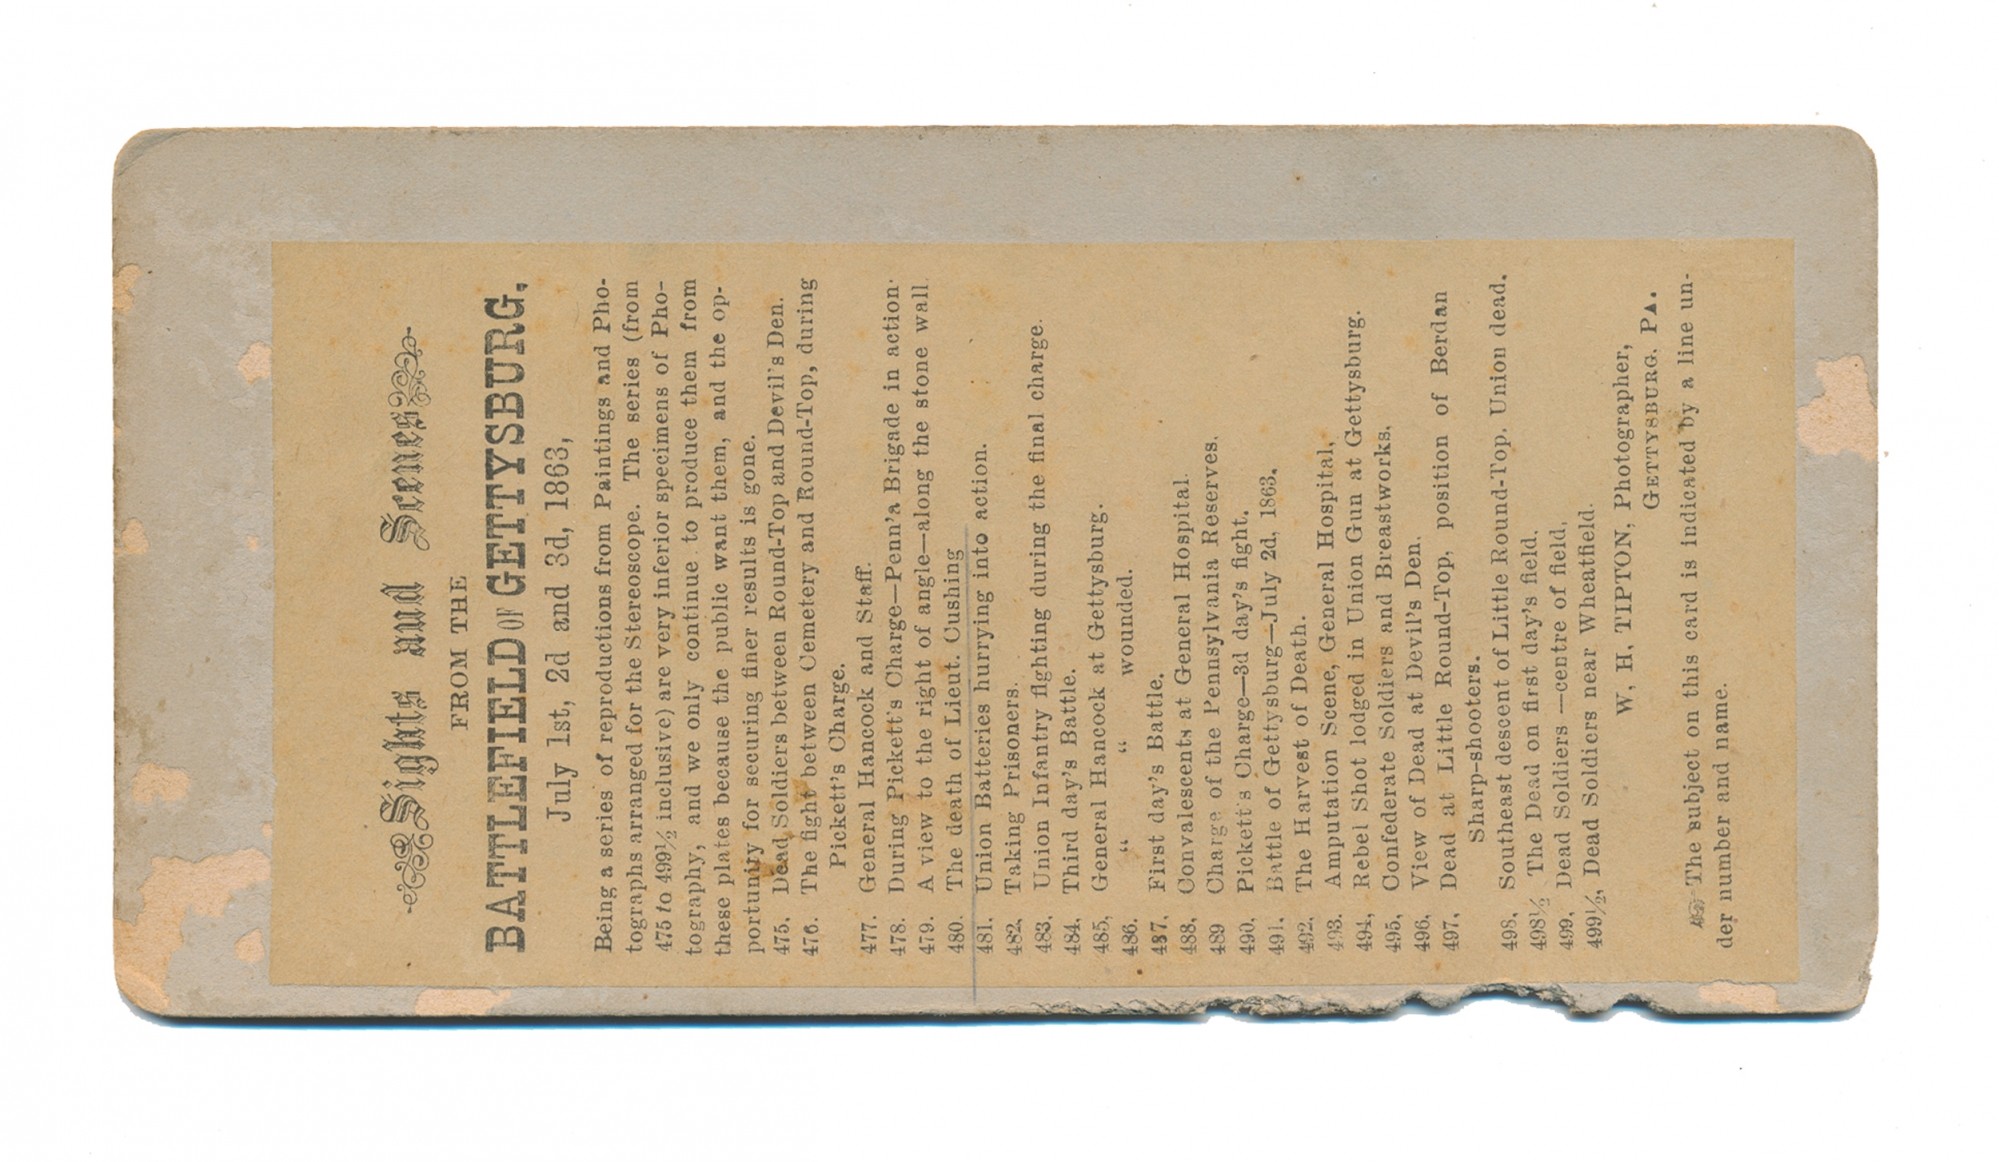 Sights and Scenes
FROM THE
BATTLEFIELD OF GETTYSBURG.
July 1st, 2d and 3d, 1863,
Being a series of reproductions from Paintings and Pho-
tographs arranged for the Stereoscope. The series (from
475 to 499½ inclusive) are very inferior specimens of Pho-
tography, and we only continue to produce them from
these plates because the public want them, and the op-
portunity for securing finer results is gone.
475. Dead Soldiers between Round-Top and Devil's Den.
476. The fight between Cemetery and Round-Top, during
Pickett's Charge.
477. General Hancock and Staff.
478. During Pickett's Charge—Penn'a Brigade in action·
479. A view to the right of angle—along the stone wall
480. The death of Lieut. Cushing
481. Union Batteries hurrying into action.
482. Taking Prisoners.
483. Union Infantry fighting during the final charge.
484. Third day's Battle.
485. General Hancock at Gettysburg.
486. “ “ wounded.
487. First day's Battle.
488. Convalescents at General Hospital.
489 Charge of the Pennsylvania Reserves.
490. Pickett's Charge—3d day's fight.
491. Battle of Gettysburg—July 2d, 1863.
492. The Harvest of Death.
493. Amputation Scene, General Hospital,
494. Rebel Shot lodged in Union Gun at Gettysburg.
495. Confederate Soldiers and Breastworks.
496. View of Dead at Devil's Den.
497. Dead at Little Round-Top, position of Berdan
Sharp-shooters.
498. Southeast descent of Little Round-Top. Union dead.
498½ The Dead on first day's field.
499. Dead Soldiers —centre of field.
499½, Dead Soldiers near Wheatfield.
W, H, TIPTON, Photographer,
GETTYSBURG, PA.
☞ The subject on this card is indicated by a line un-
der number and name.